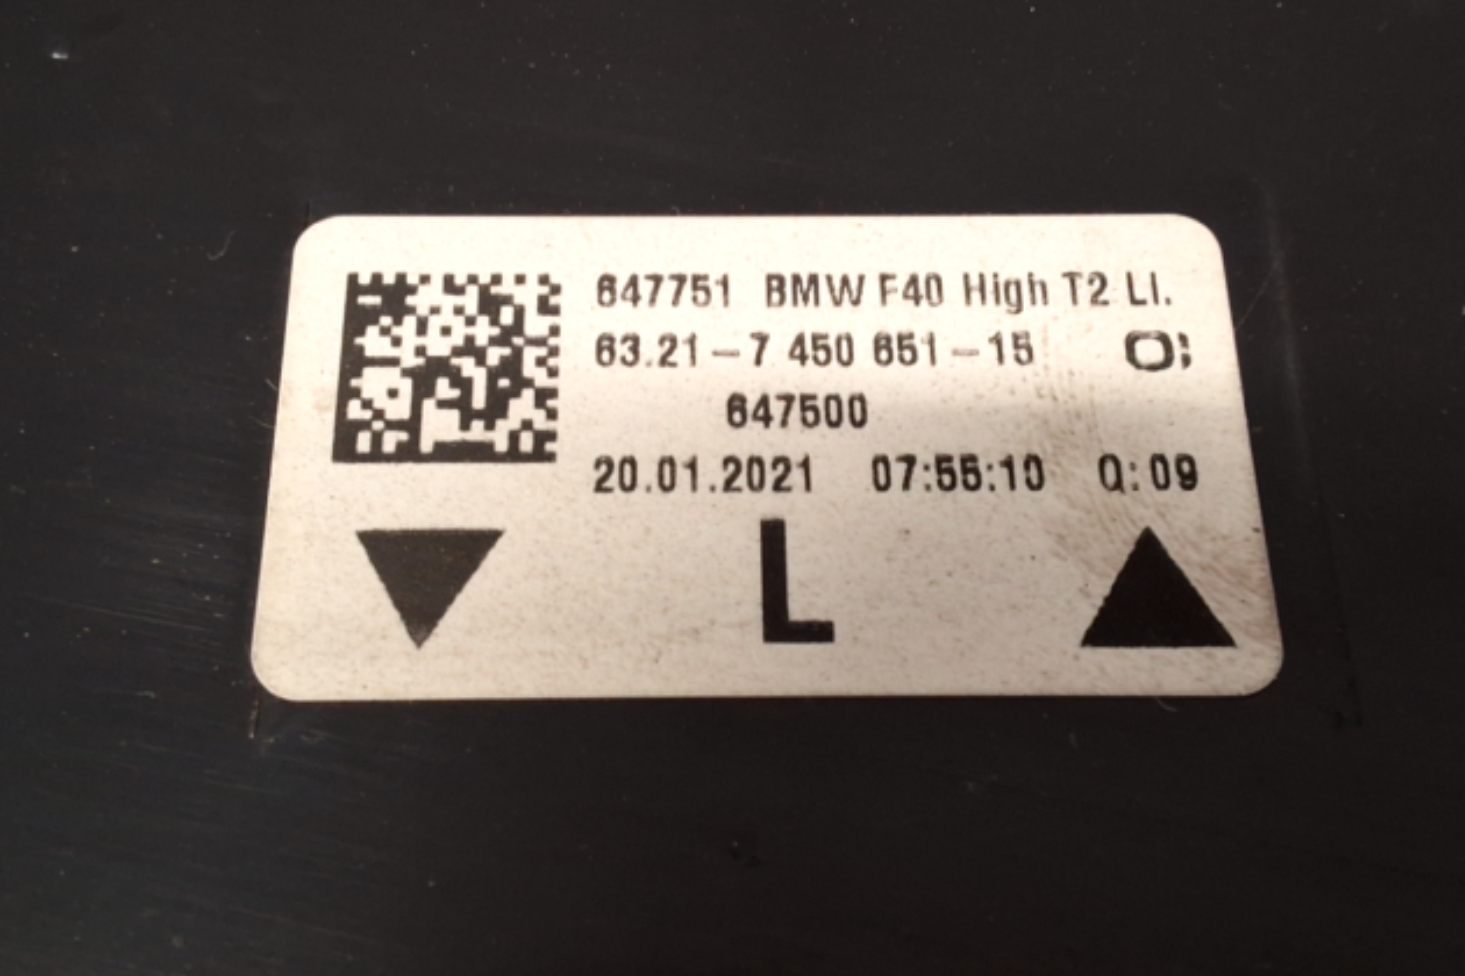 647751 BMW F40 High T2 LI.
63.21-7 450 651-15
647500
20.01.2021 07:55:10 Q:09
L